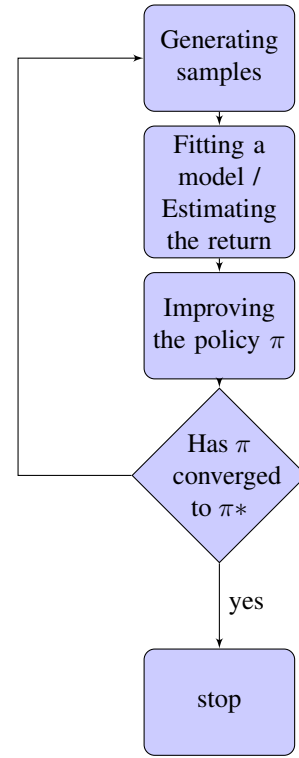 Generating
samples
Fitting a
model /
Estimating
the return
Improving
the policy π
Has π
converged
to π∗
yes
stop